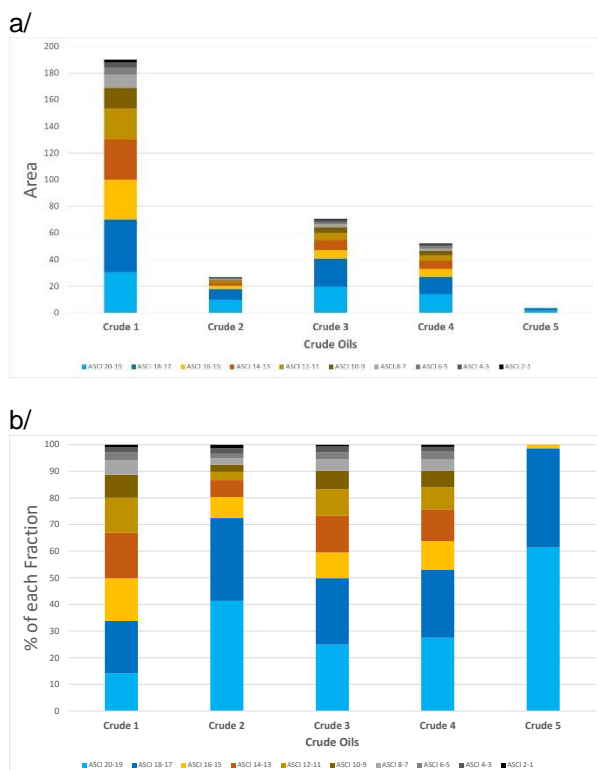 a/
200
180
160
140
120
100
80
60
40
20
0
Area
Crude 1 Crude 2 Crude 3 Crude 4 Crude 5
Crude Oils
ASCI 20-19 ASCI 18-17 ASCI 16-15 ASCI 14-13 ASCI 12-11 ASCI 10-9 ASCI 8-7 ASCI 6-5 ASCI 4-3 ASCI 2-1
b/
100
90
80
70
60
50
40
30
20
10
0
% of each Fraction
Crude 1 Crude 2 Crude 3 Crude 4 Crude 5
Crude Oils
ASCI 20-19 ASCI 18-17 ASCI 16-15 ASCI 14-13 ASCI 12-11 ASCI 10-9 ASCI 8-7 ASCI 6-5 ASCI 4-3 ASCI 2-1